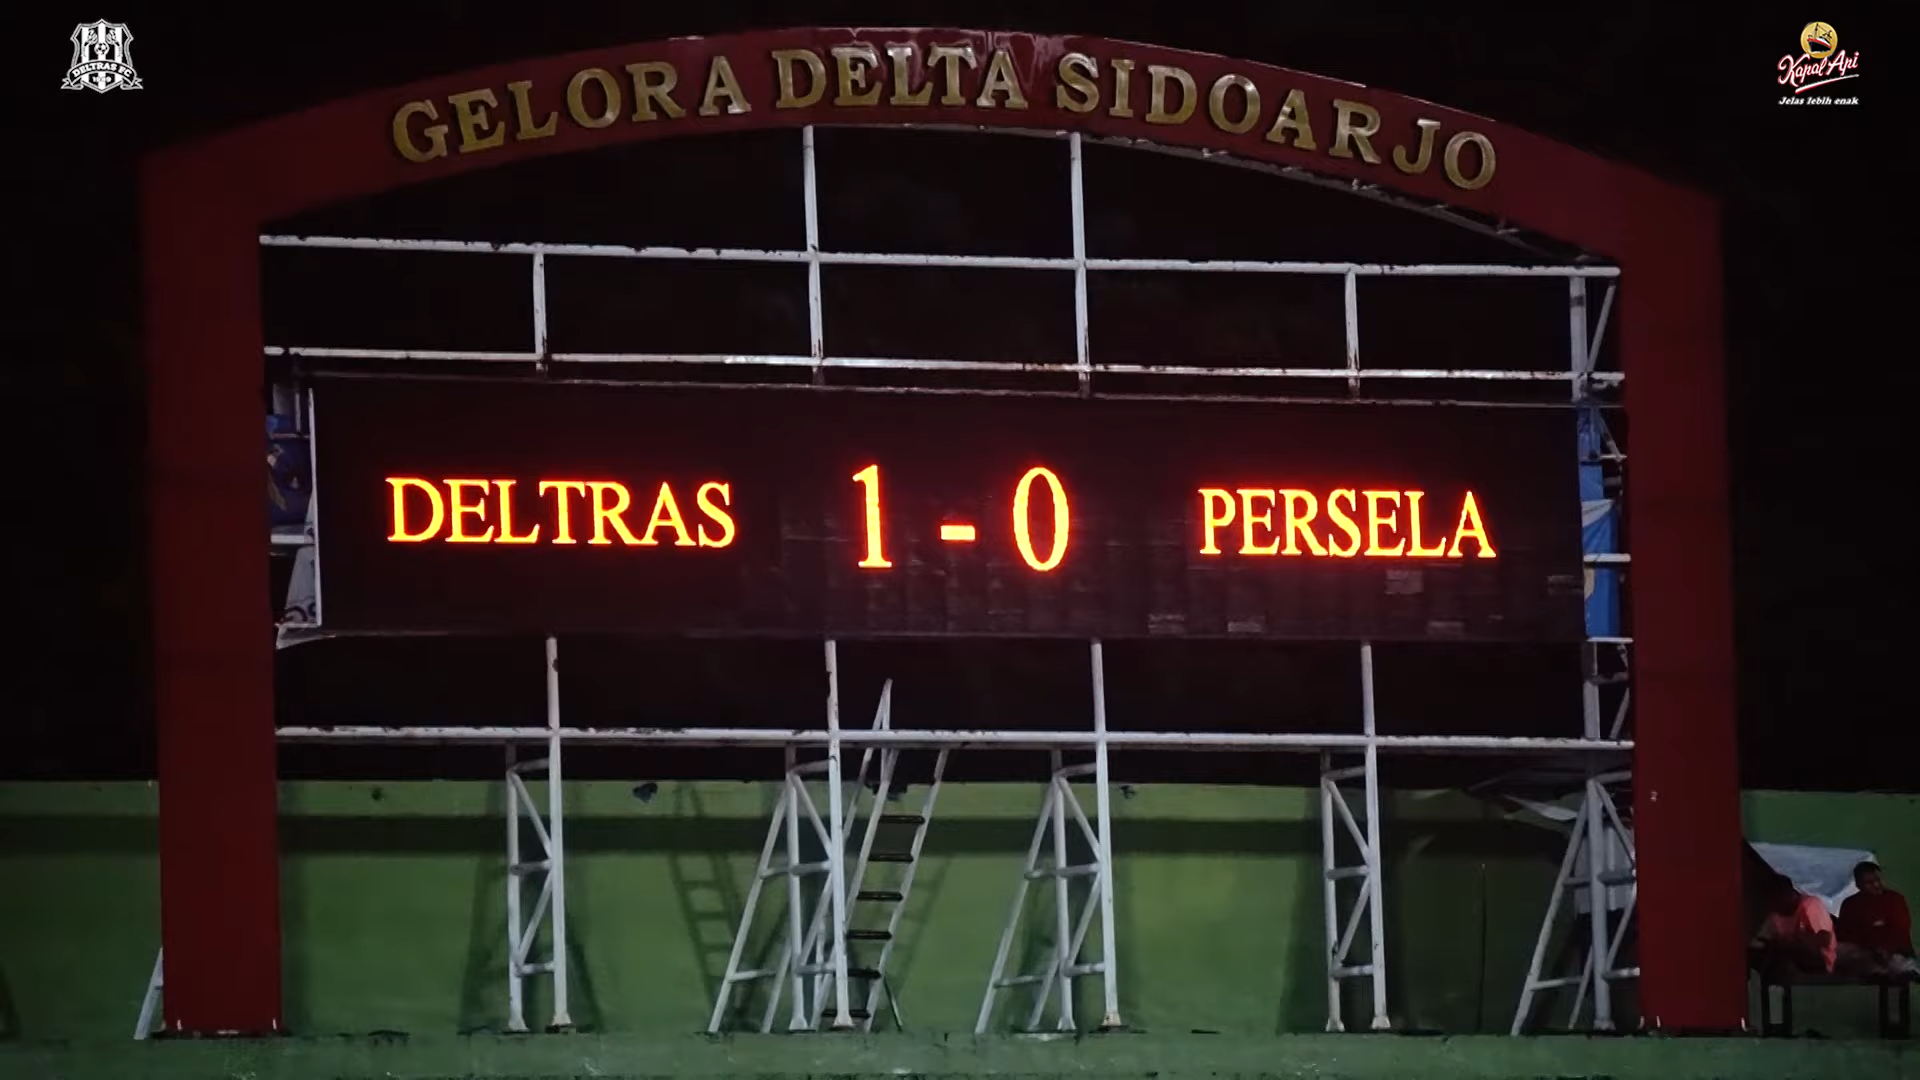 DELTRAS FC
Kapal Api
Jelas lebih enak
GELORA DELTA SIDOARJO
DELTRAS 1 - 0 PERSELA